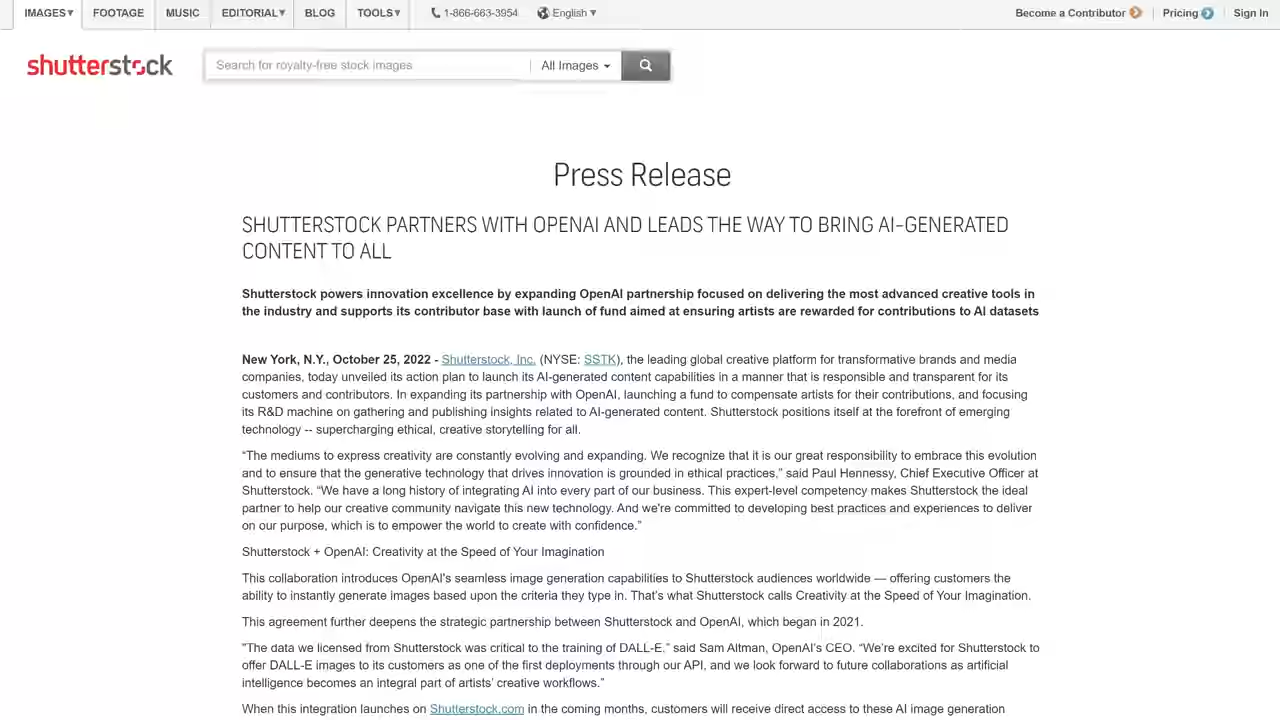 IMAGES▾ FOOTAGE MUSIC EDITORIAL▾ BLOG TOOLS▾ 1-866-663-3954 English ▾ Become a Contributor Pricing Sign In
shutterstock Search for royalty-free stock images All Images
Press Release
SHUTTERSTOCK PARTNERS WITH OPENAI AND LEADS THE WAY TO BRING AI-GENERATED
CONTENT TO ALL
Shutterstock powers innovation excellence by expanding OpenAI partnership focused on delivering the most advanced creative tools in
the industry and supports its contributor base with launch of fund aimed at ensuring artists are rewarded for contributions to AI datasets
New York, N.Y., October 25, 2022 - Shutterstock, Inc. (NYSE: SSTK), the leading global creative platform for transformative brands and media
companies, today unveiled its action plan to launch its AI-generated content capabilities in a manner that is responsible and transparent for its
customers and contributors. In expanding its partnership with OpenAI, launching a fund to compensate artists for their contributions, and focusing
its R&D machine on gathering and publishing insights related to AI-generated content. Shutterstock positions itself at the forefront of emerging
technology -- supercharging ethical, creative storytelling for all.
“The mediums to express creativity are constantly evolving and expanding. We recognize that it is our great responsibility to embrace this evolution
and to ensure that the generative technology that drives innovation is grounded in ethical practices,” said Paul Hennessy, Chief Executive Officer at
Shutterstock. “We have a long history of integrating AI into every part of our business. This expert-level competency makes Shutterstock the ideal
partner to help our creative community navigate this new technology. And we're committed to developing best practices and experiences to deliver
on our purpose, which is to empower the world to create with confidence.”
Shutterstock + OpenAI: Creativity at the Speed of Your Imagination
This collaboration introduces OpenAI's seamless image generation capabilities to Shutterstock audiences worldwide — offering customers the
ability to instantly generate images based upon the criteria they type in. That’s what Shutterstock calls Creativity at the Speed of Your Imagination.
This agreement further deepens the strategic partnership between Shutterstock and OpenAI, which began in 2021.
"The data we licensed from Shutterstock was critical to the training of DALL-E,” said Sam Altman, OpenAI’s CEO. “We’re excited for Shutterstock to
offer DALL-E images to its customers as one of the first deployments through our API, and we look forward to future collaborations as artificial
intelligence becomes an integral part of artists’ creative workflows.”
When this integration launches on Shutterstock.com in the coming months, customers will receive direct access to these AI image generation